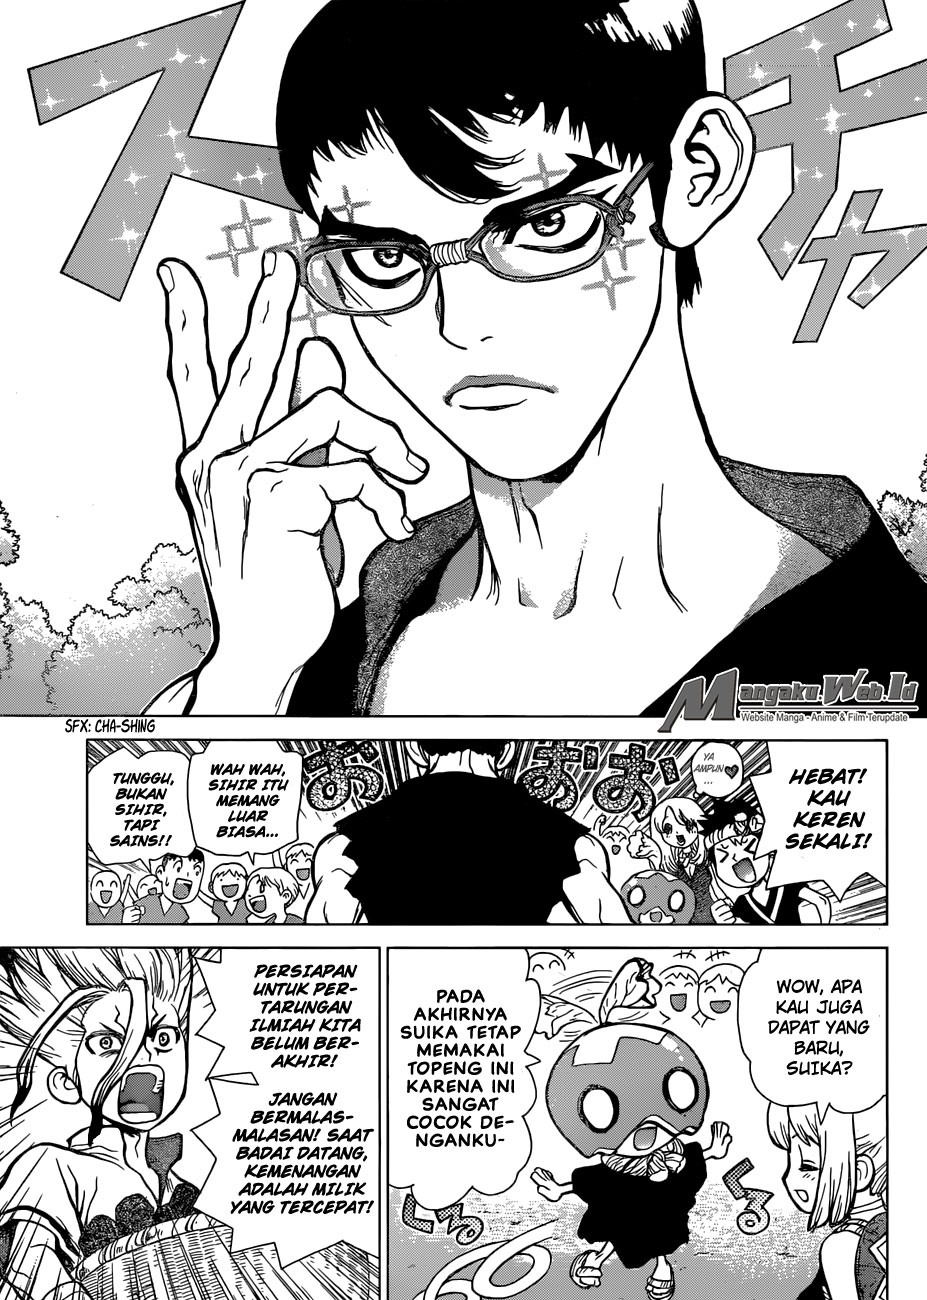 スチャ
Mangaku.Web.Id
Website Manga - Anime & Film Terupdate
SFX: CHA-SHING
YA
AMPUN♥
...
HEBAT!
KAU
KEREN
SEKALI!
おおおお
WAH WAH,
SIHIR ITU
MEMANG
LUAR
BIASA...
TUNGGU,
BUKAN
SIHIR,
TAPI
SAINS!!
WOW, APA
KAU JUGA
DAPAT YANG
BARU,
SUIKA?
PADA
AKHIRNYA
SUIKA TETAP
MEMAKAI
TOPENG INI
KARENA INI
SANGAT
COCOK DE-
NGANKU-
くるくる
PERSIAPAN
UNTUK PER-
TARUNGAN
ILMIAH KITA
BELUM BER-
AKHIR!
JANGAN
BERMALAS-
MALASAN! SAAT
BADAI DATANG,
KEMENANGAN
ADALAH MILIK
YANG TERCEPAT!